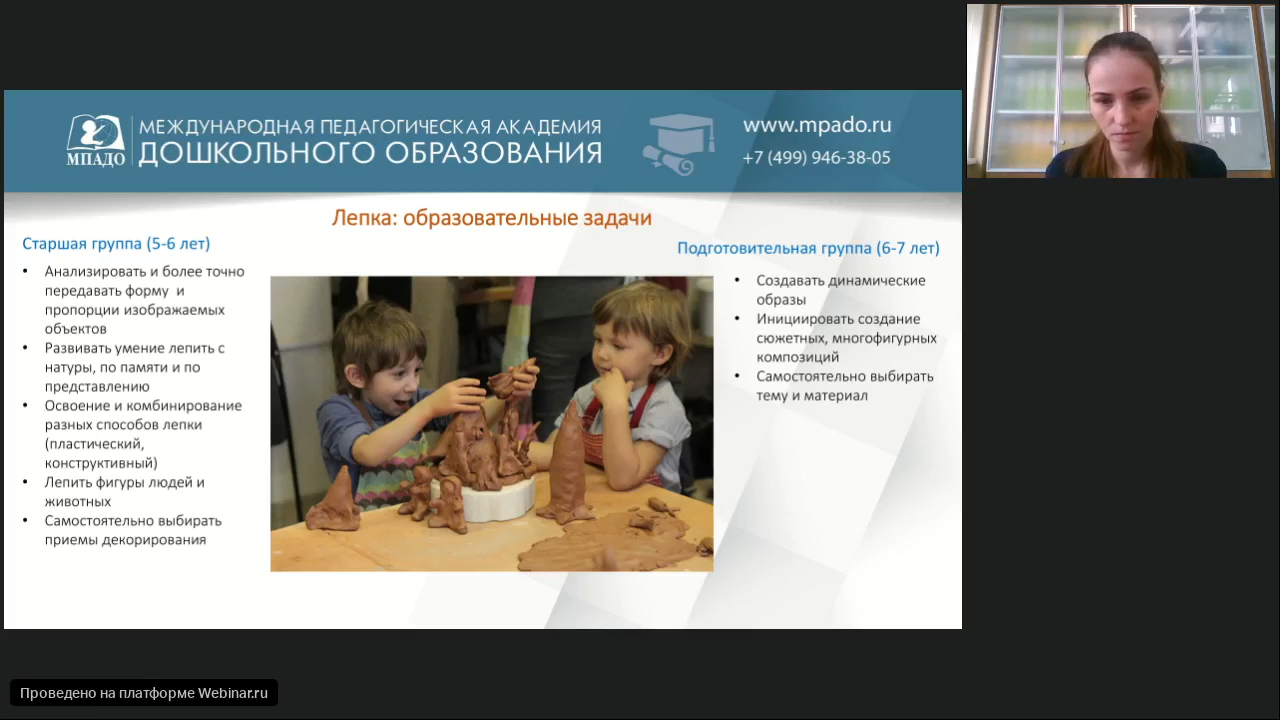 МПАДО
МЕЖДУНАРОДНАЯ ПЕДАГОГИЧЕСКАЯ АКАДЕМИЯ
ДОШКОЛЬНОГО ОБРАЗОВАНИЯ
www.mpado.ru
+7 (499) 946-38-05
Лепка: образовательные задачи
Старшая группа (5-6 лет)
• Анализировать и более точно
передавать форму и
пропорции изображаемых
объектов
• Развивать умение лепить с
натуры, по памяти и по
представлению
• Освоение и комбинирование
разных способов лепки
(пластический,
конструктивный)
• Лепить фигуры людей и
животных
• Самостоятельно выбирать
приемы декорирования
Подготовительная группа (6-7 лет)
• Создавать динамические
образы
• Инициировать создание
сюжетных, многофигурных
композиций
• Самостоятельно выбирать
тему и материал
Проведено на платформе Webinar.ru